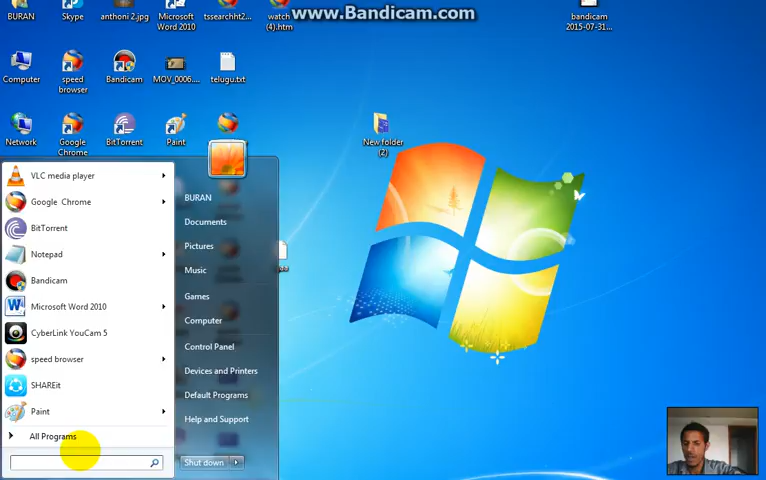 www.Bandicam.com
BURAN
Skype
anthoni 2.jpg
Microsoft
Word 2010
tssearchht2...
watch
(4).htm
bandicam
2015-07-31...
Computer
speed
browser
Bandicam
MOV_0006....
telugu.txt
Network
Google
Chrome
BitTorrent
Paint
New folder
(2)
VLC media player
Google Chrome
BitTorrent
Notepad
Bandicam
Microsoft Word 2010
CyberLink YouCam 5
speed browser
SHAREit
Paint
All Programs
BURAN
Documents
Pictures
Music
Games
Computer
Control Panel
Devices and Printers
Default Programs
Help and Support
Shut down